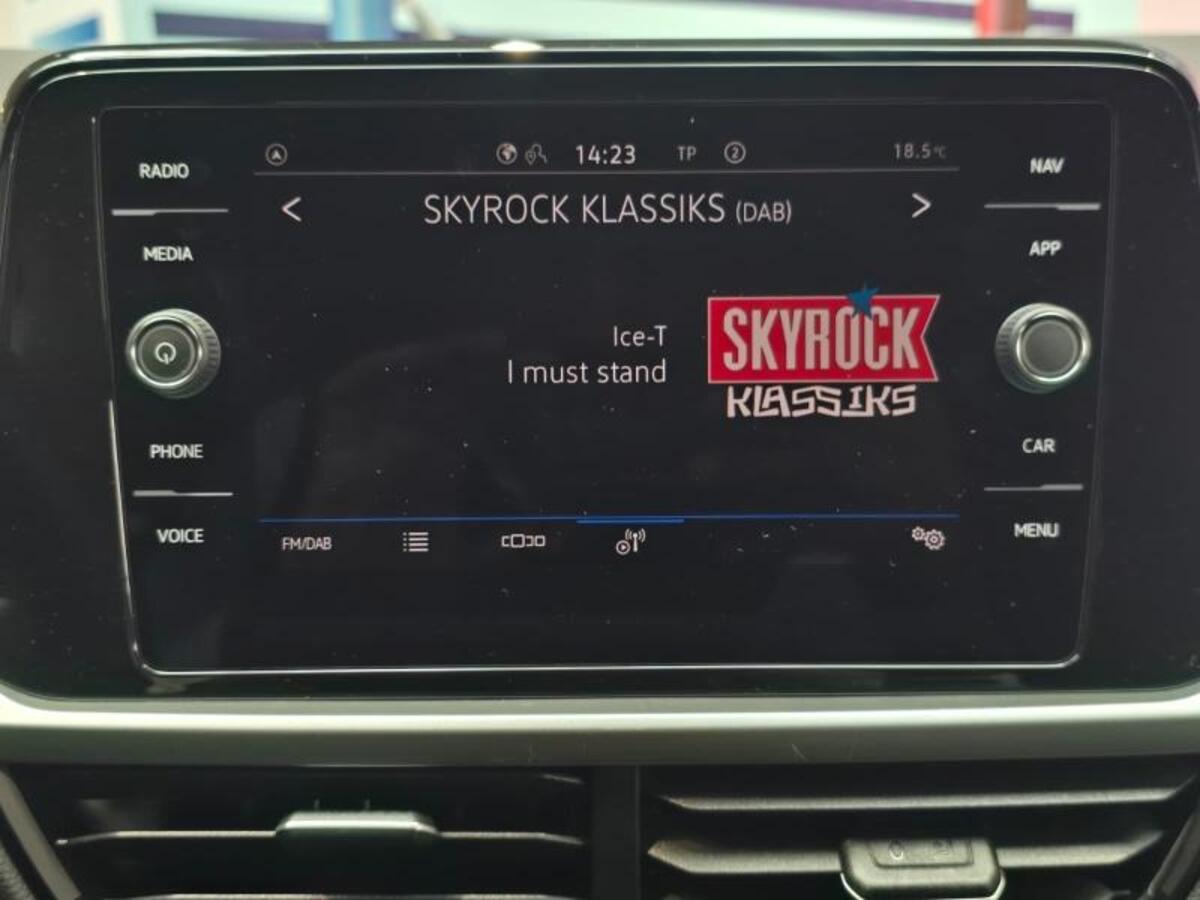 RADIO
MEDIA
PHONE
VOICE
14:23 TP 2 18.5°C
< SKYROCK KLASSIKS (DAB) >
Ice-T
I must stand
SKYROCK
KLASSIKS
FM/DAB
NAV
APP
CAR
MENU